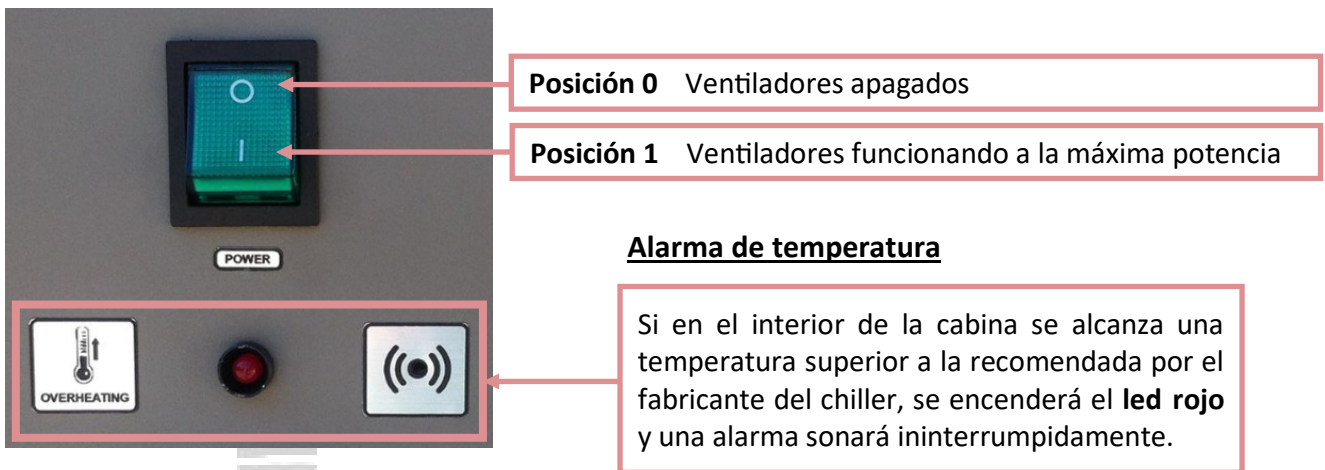 O
I
POWER
OVERHEATING
Posición 0 Ventiladores apagados
Posición 1 Ventiladores funcionando a la máxima potencia
Alarma de temperatura
Si en el interior de la cabina se alcanza una
temperatura superior a la recomendada por el
fabricante del chiller, se encenderá el led rojo
y una alarma sonará ininterrumpidamente.